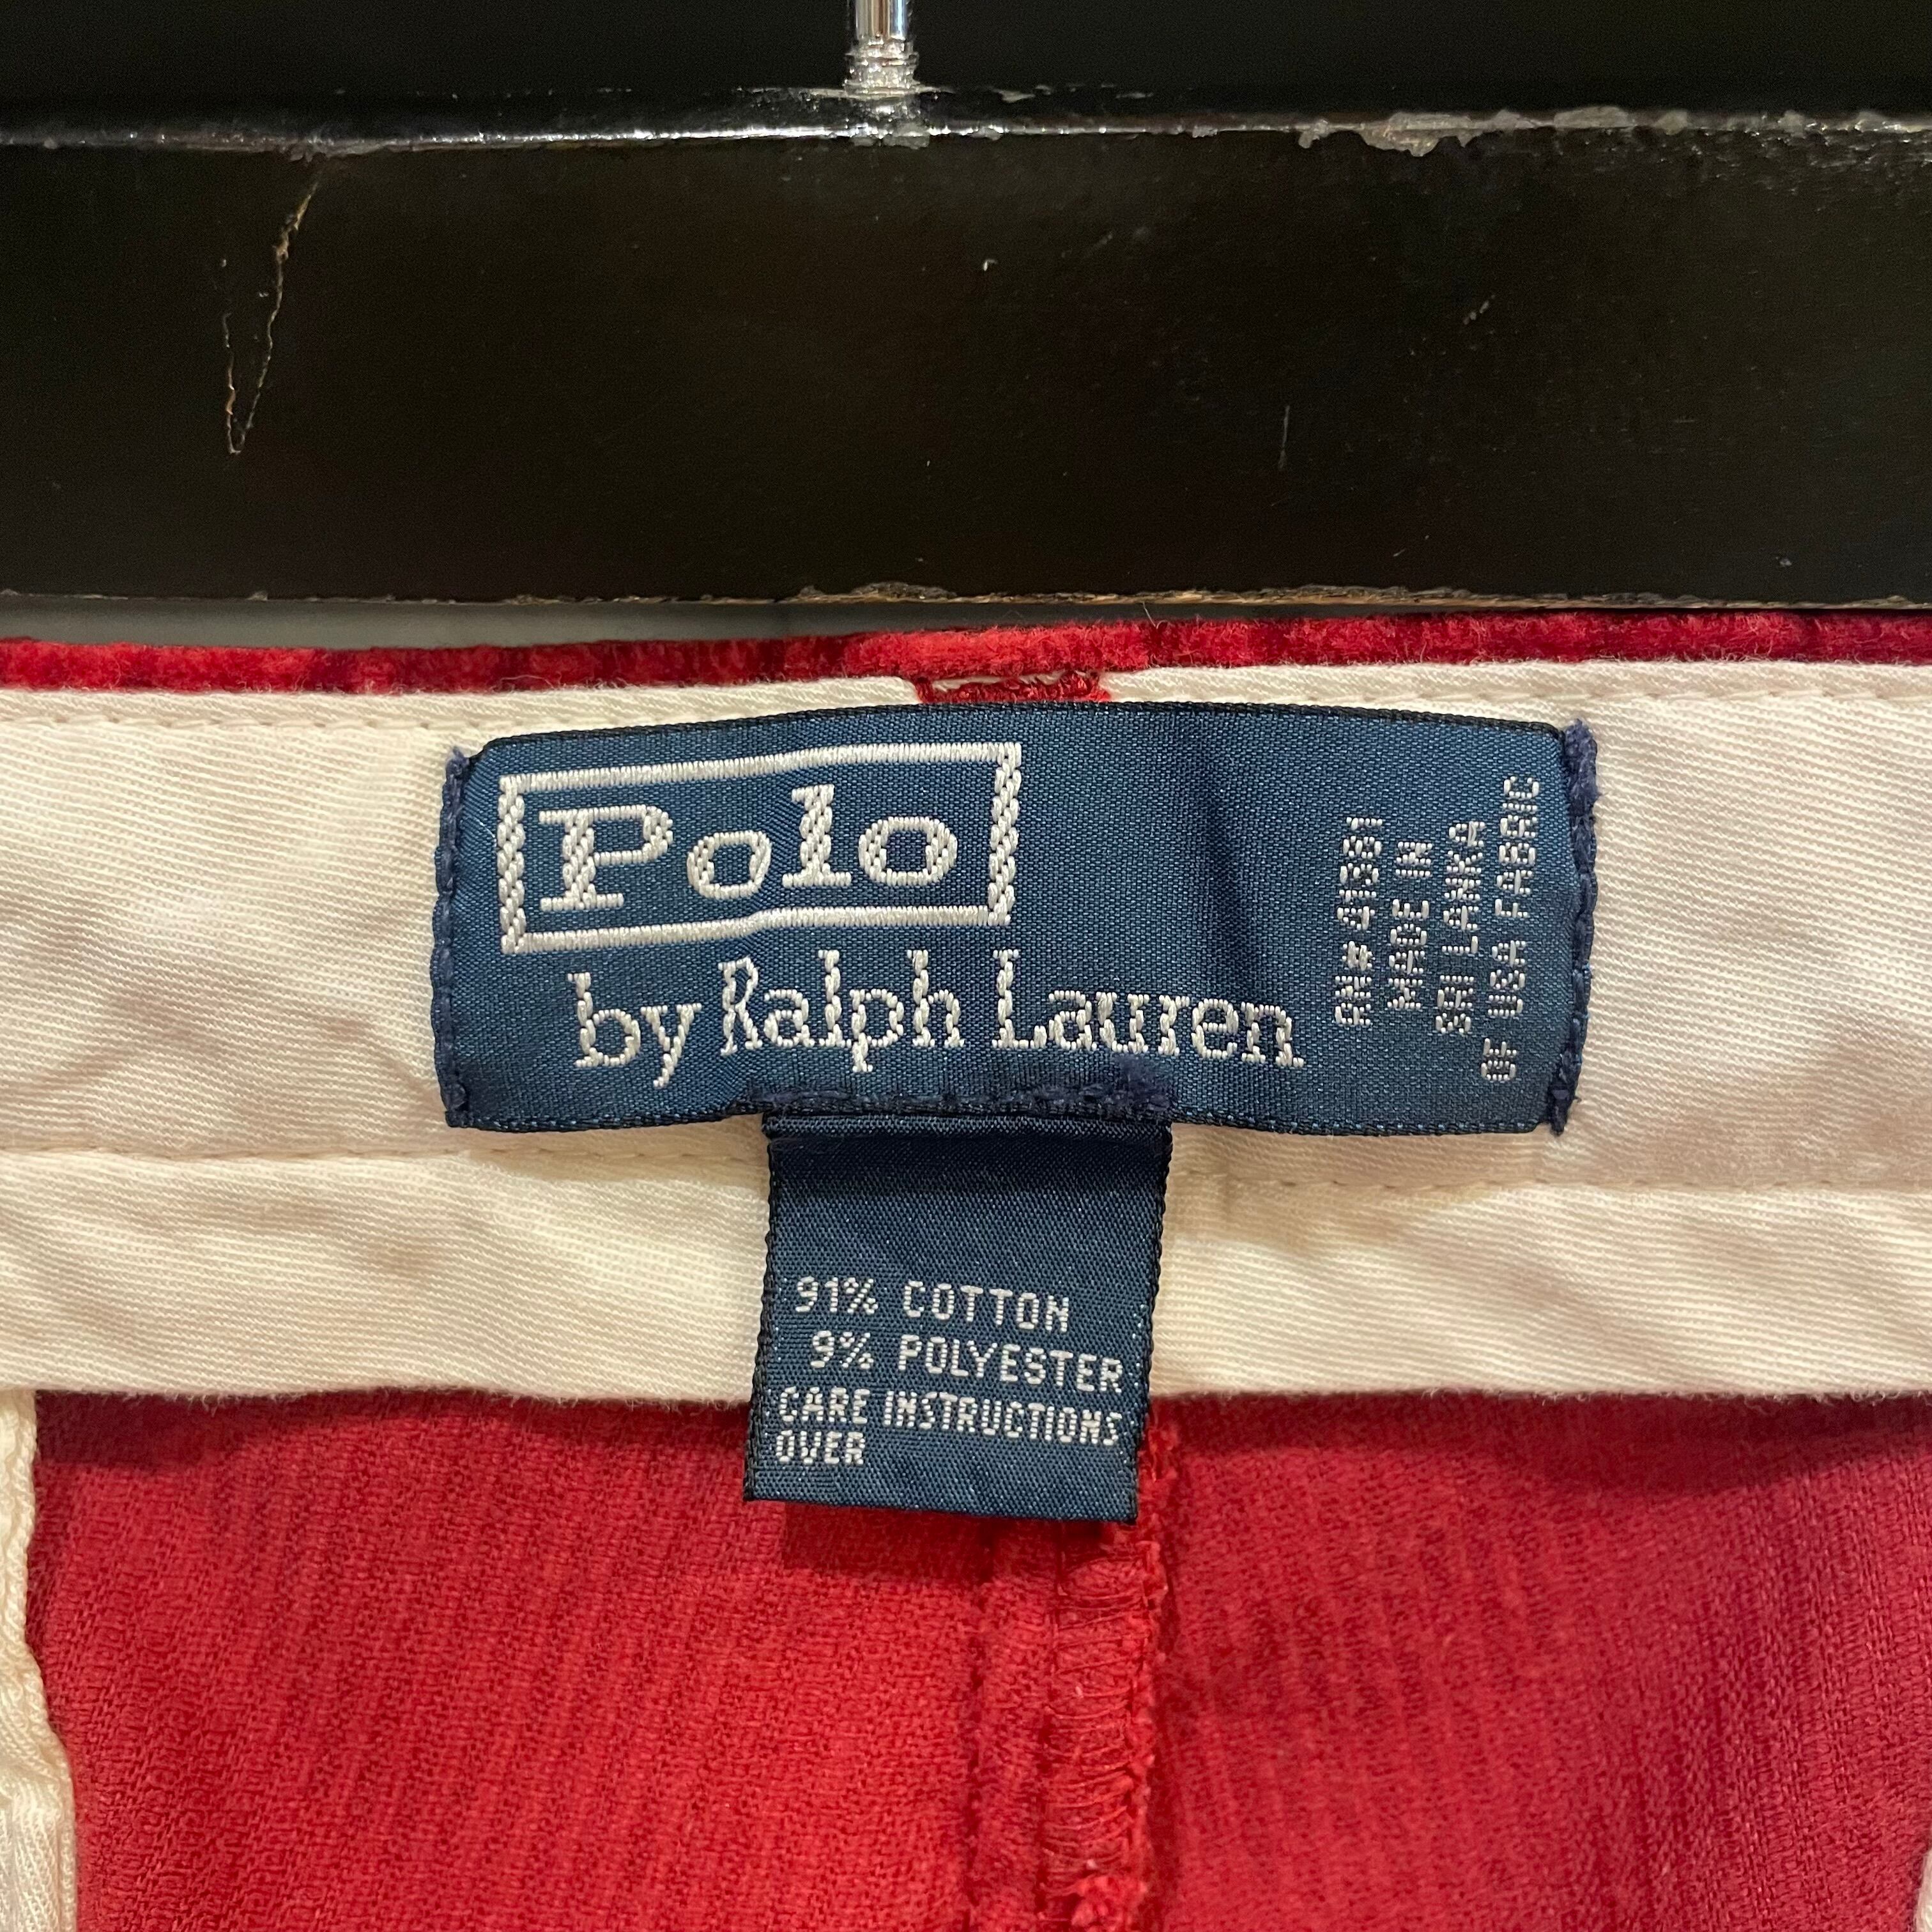 Polo
by Ralph Lauren
RN# 41381
MADE IN
SRI LANKA
OF USA FABRIC
91% COTTON
9% POLYESTER
CARE INSTRUCTIONS
OVER